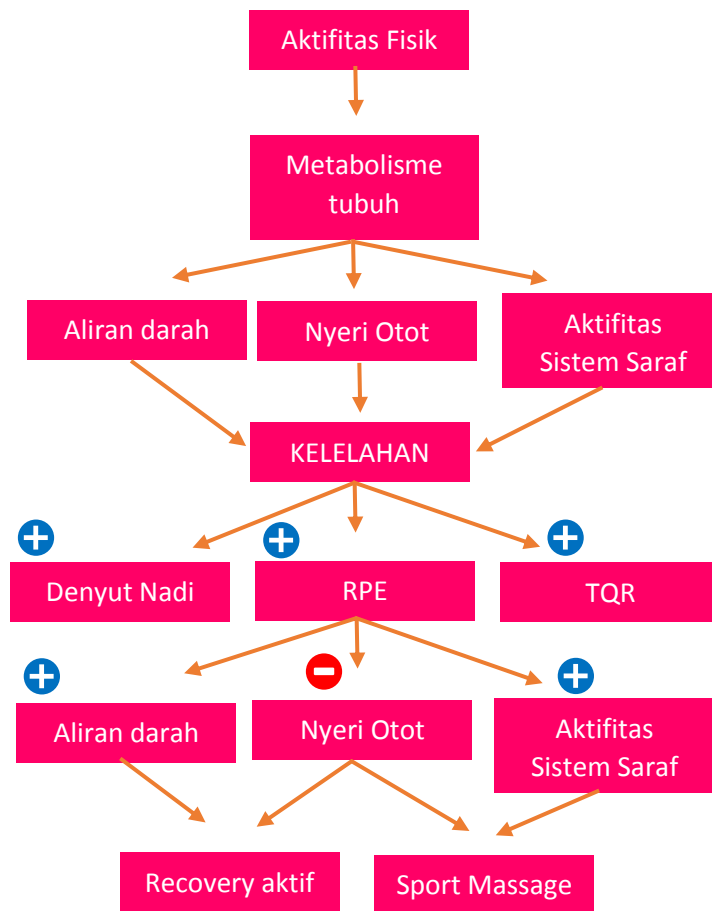 Aktifitas Fisik
Metabolisme
tubuh
Aliran darah
Nyeri Otot
Aktifitas
Sistem Saraf
KELELAHAN
Denyut Nadi
RPE
TQR
Aliran darah
Nyeri Otot
Aktifitas
Sistem Saraf
Recovery aktif
Sport Massage